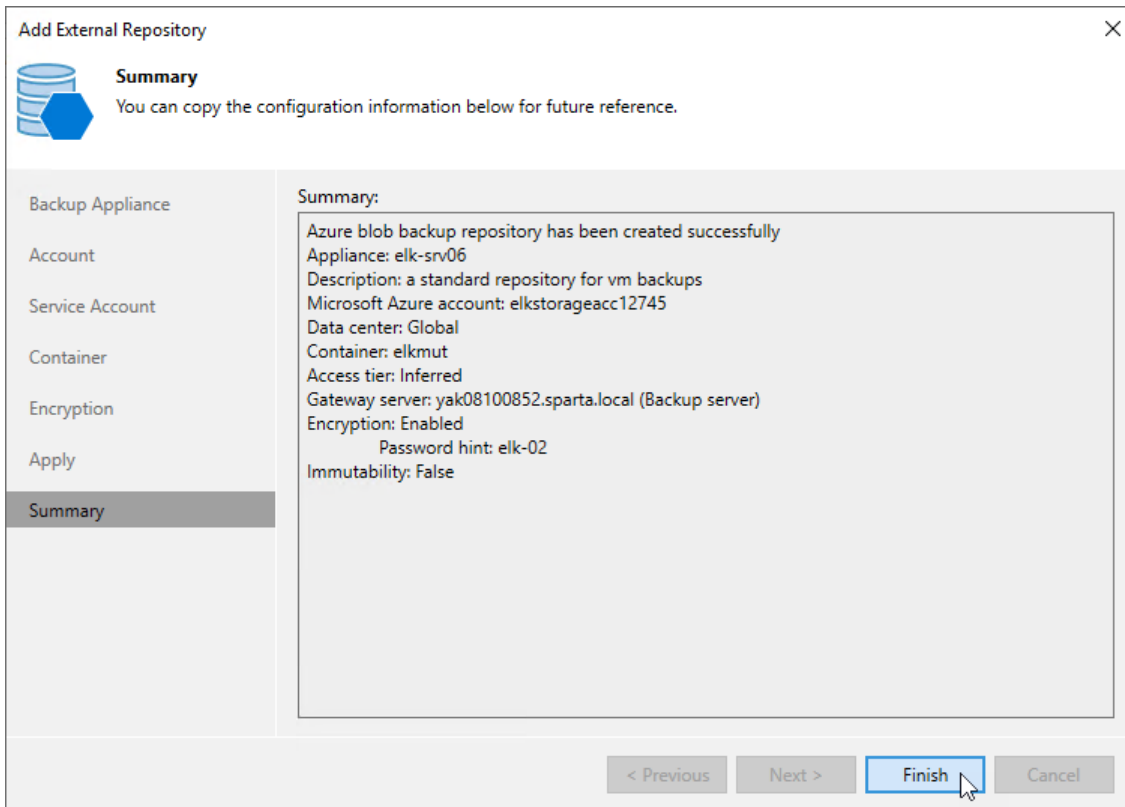 Add External Repository
Summary
You can copy the configuration information below for future reference.
Backup Appliance
Account
Service Account
Container
Encryption
Apply
Summary
Summary:
Azure blob backup repository has been created successfully
Appliance: elk-srv06
Description: a standard repository for vm backups
Microsoft Azure account: elkstorageacc12745
Data center: Global
Container: elkmut
Access tier: Inferred
Gateway server: yak08100852.sparta.local (Backup server)
Encryption: Enabled
Password hint: elk-02
Immutability: False
< Previous
Next >
Finish
Cancel